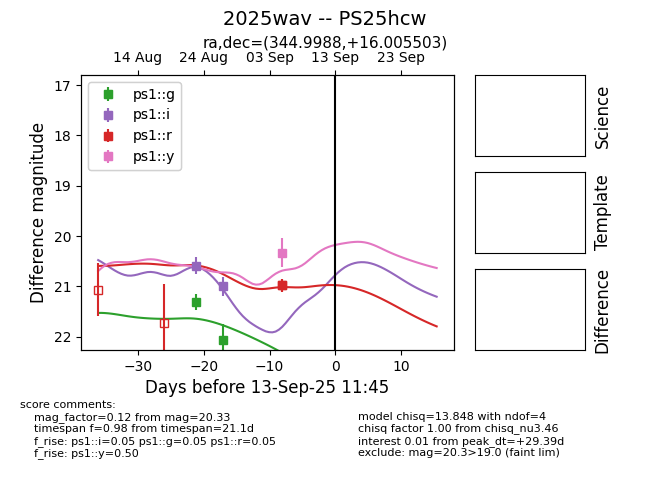 2025wav -- PS25hcw
ra,dec=(344.9988,+16.005503)
14 Aug 24 Aug 03 Sep 13 Sep 23 Sep
ps1::g
ps1::i
ps1::r
ps1::y
17
18
19
20
21
22
Difference magnitude
−30 −20 −10 0 10
Days before 13-Sep-25 11:45
Science
Template
Difference
score comments:
mag_factor=0.12 from mag=20.33
timespan f=0.98 from timespan=21.1d
f_rise: ps1::i=0.05 ps1::g=0.05 ps1::r=0.05
f_rise: ps1::y=0.50
model chisq=13.848 with ndof=4
chisq factor 1.00 from chisq_nu3.46
interest 0.01 from peak_dt=+29.39d
exclude: mag=20.3>19.0 (faint lim)